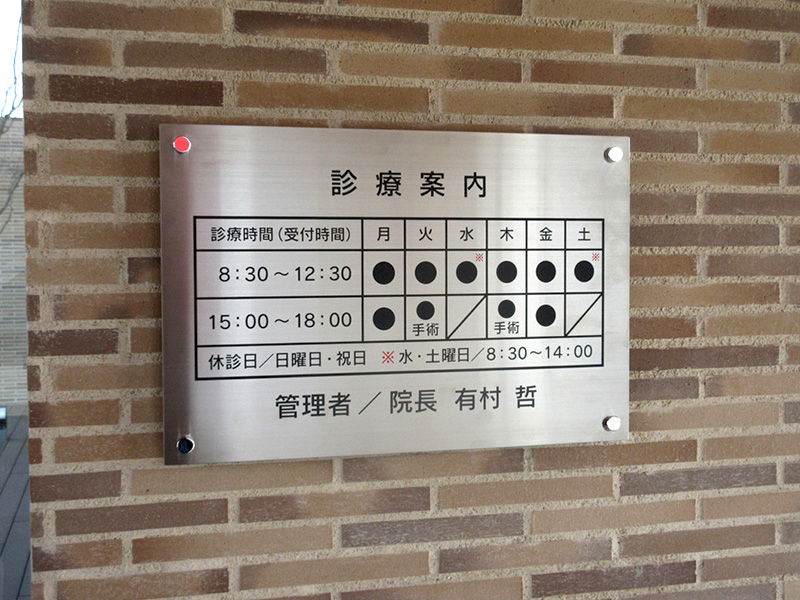 診療案内
診療時間（受付時間） 月 火 水 木 金 土
8：30～12：30 ● ● ●※ ● ● ●※
15：00～18：00 ● ●手術 ／ ●手術 ● ／
休診日／日曜日・祝日 ※水・土曜日／8：30～14：00
管理者／院長 有村 哲